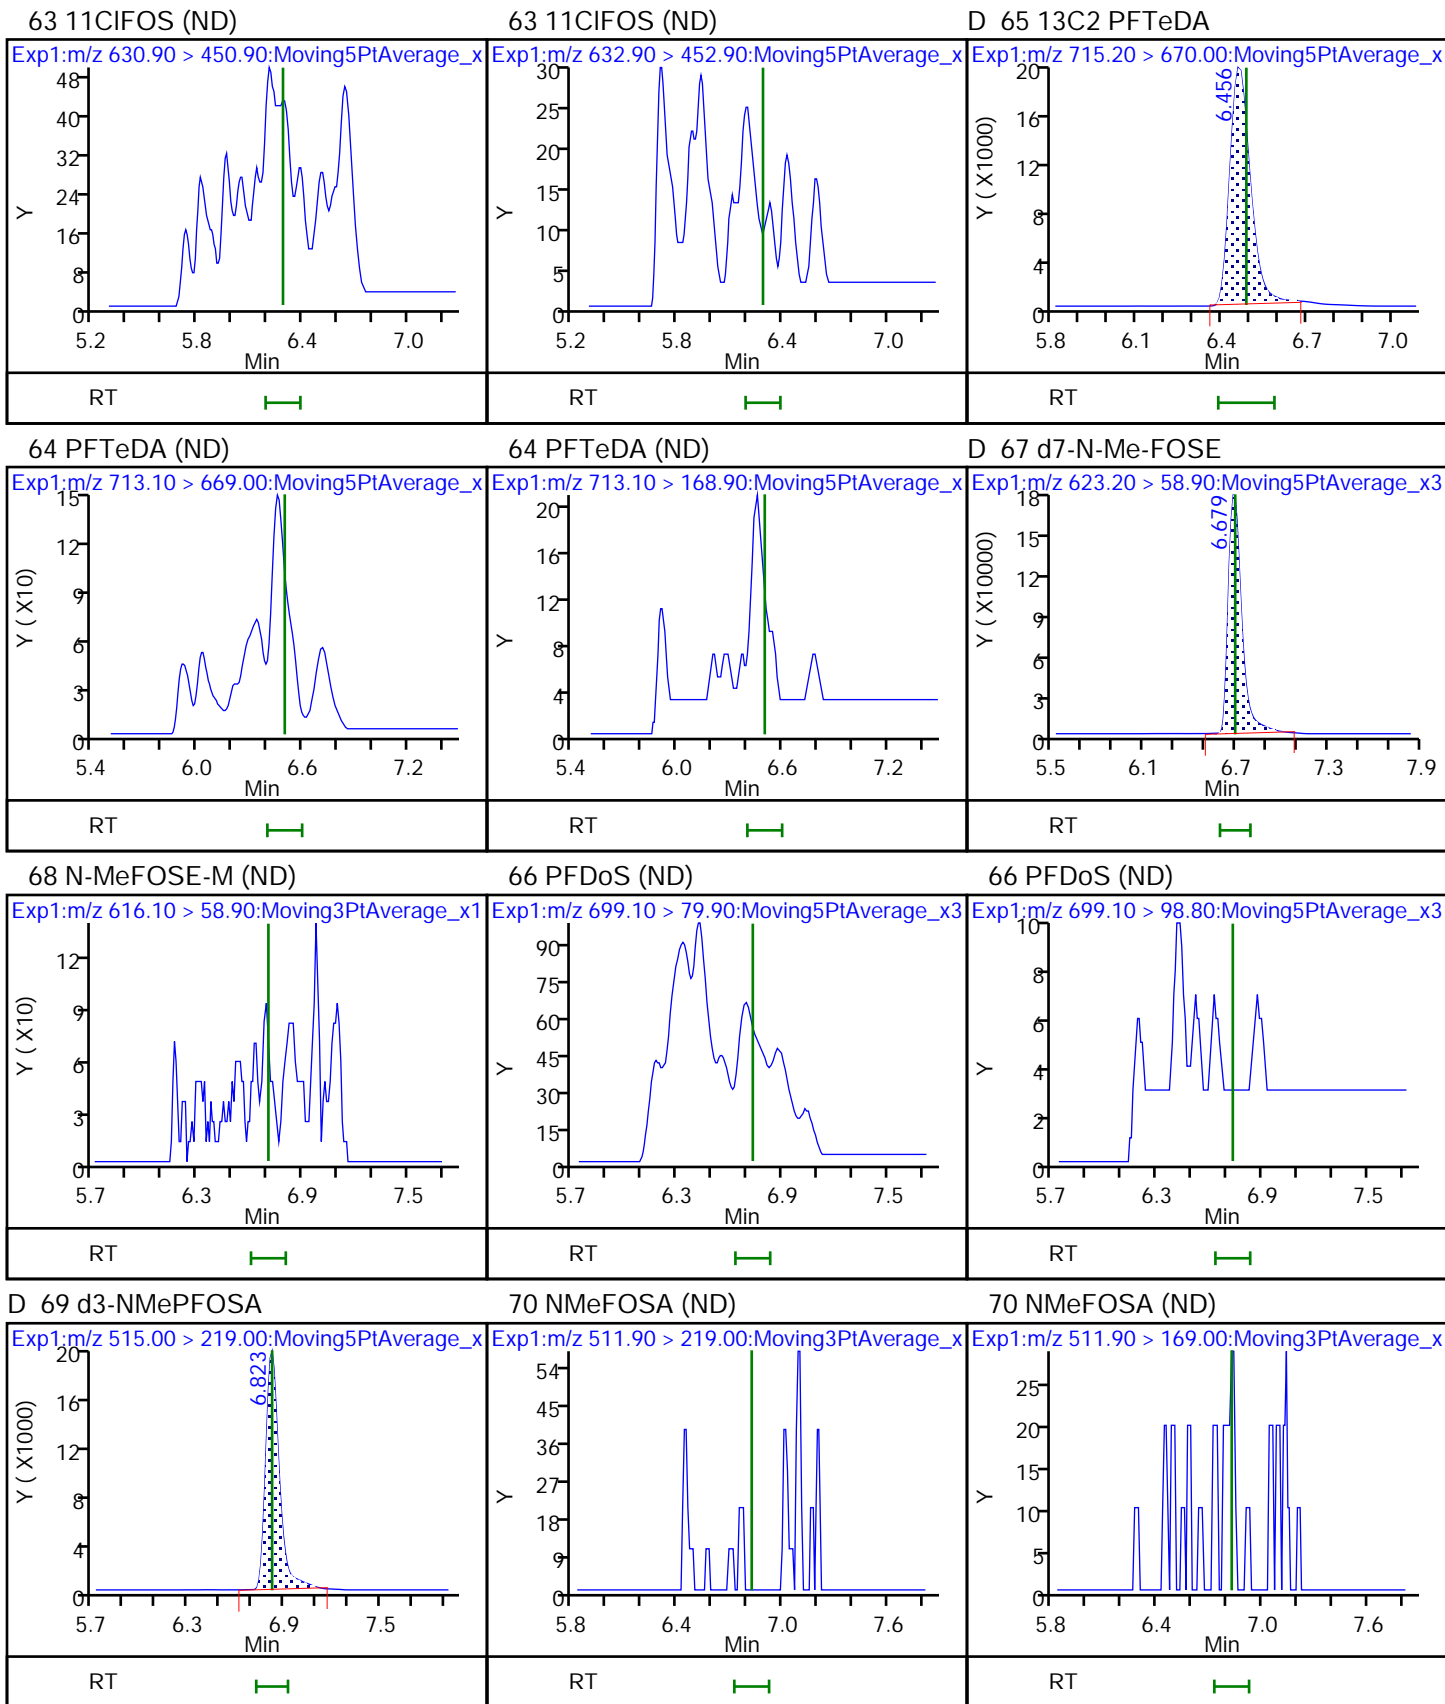 63 11ClFOS (ND)
Exp1:m/z 630.90 > 450.90:Moving5PtAverage_x
Y
48
40
32
24
16
8
0
5.2 5.8 6.4 7.0
Min
RT
63 11ClFOS (ND)
Exp1:m/z 632.90 > 452.90:Moving5PtAverage_x
Y
30
25
20
15
10
5
0
5.2 5.8 6.4 7.0
Min
RT
D 65 13C2 PFTeDA
Exp1:m/z 715.20 > 670.00:Moving5PtAverage_x
Y ( X1000)
20
16
12
8
4
0
6.456
5.8 6.1 6.4 6.7 7.0
Min
RT
64 PFTeDA (ND)
Exp1:m/z 713.10 > 669.00:Moving5PtAverage_x
Y ( X10)
15
12
9
6
3
0
5.4 6.0 6.6 7.2
Min
RT
64 PFTeDA (ND)
Exp1:m/z 713.10 > 168.90:Moving5PtAverage_x
Y
20
16
12
8
4
0
5.4 6.0 6.6 7.2
Min
RT
D 67 d7-N-Me-FOSE
Exp1:m/z 623.20 > 58.90:Moving5PtAverage_x3
Y ( X10000)
18
15
12
9
6
3
0
6.679
5.5 6.1 6.7 7.3 7.9
Min
RT
68 N-MeFOSE-M (ND)
Exp1:m/z 616.10 > 58.90:Moving3PtAverage_x1
Y ( X10)
12
9
6
3
0
5.7 6.3 6.9 7.5
Min
RT
66 PFDoS (ND)
Exp1:m/z 699.10 > 79.90:Moving5PtAverage_x3
Y
90
75
60
45
30
15
0
5.7 6.3 6.9 7.5
Min
RT
66 PFDoS (ND)
Exp1:m/z 699.10 > 98.80:Moving5PtAverage_x3
Y
10
8
6
4
2
0
5.7 6.3 6.9 7.5
Min
RT
D 69 d3-NMePFOSA
Exp1:m/z 515.00 > 219.00:Moving5PtAverage_x
Y ( X1000)
20
16
12
8
4
0
6.823
5.7 6.3 6.9 7.5
Min
RT
70 NMeFOSA (ND)
Exp1:m/z 511.90 > 219.00:Moving3PtAverage_x
Y
54
45
36
27
18
9
0
5.8 6.4 7.0 7.6
Min
RT
70 NMeFOSA (ND)
Exp1:m/z 511.90 > 169.00:Moving3PtAverage_x
Y
25
20
15
10
5
0
5.8 6.4 7.0 7.6
Min
RT